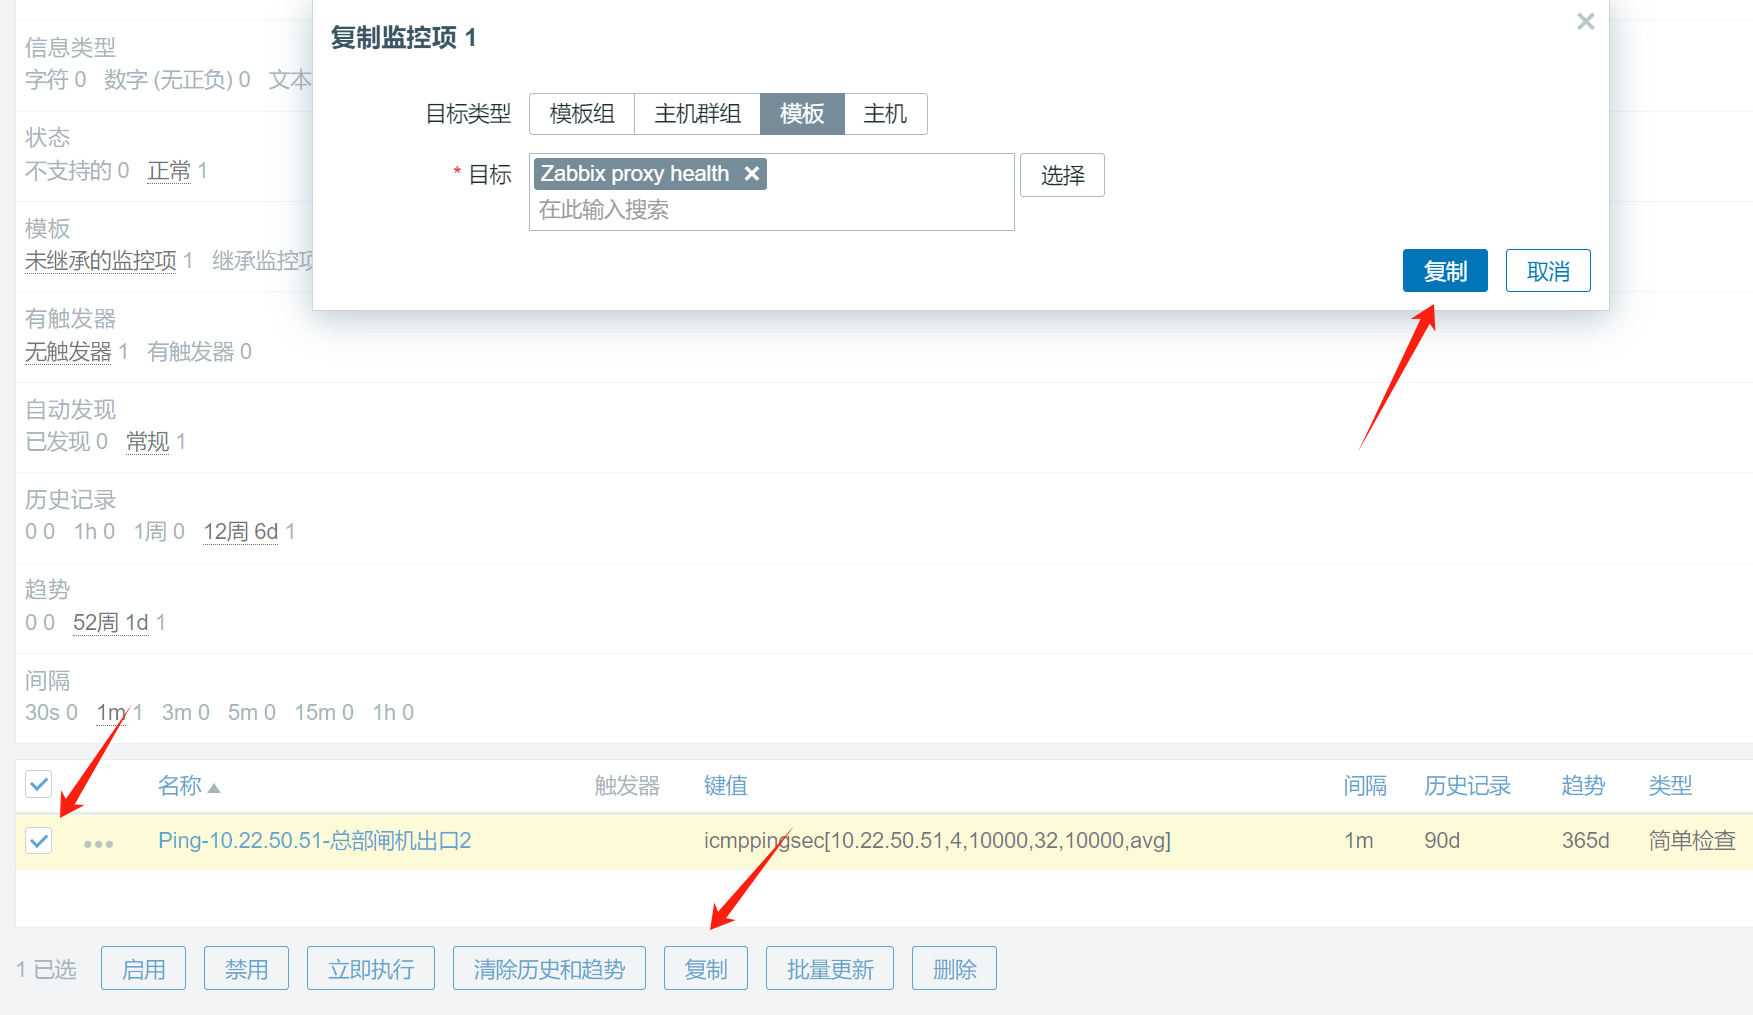 复制监控项 1
×
目标类型 模板组 主机群组 模板 主机
* 目标 Zabbix proxy health × 选择
在此输入搜索
复制 取消
信息类型
字符 0 数字 (无正负) 0 文本
状态
不支持的 0 正常 1
模板
未继承的监控项 1 继承监控项
有触发器
无触发器 1 有触发器 0
自动发现
已发现 0 常规 1
历史记录
0 0 1h 0 1周 0 12周 6d 1
趋势
0 0 52周 1d 1
间隔
30s 0 1m 1 3m 0 5m 0 15m 0 1h 0
名称 触发器 键值 间隔 历史记录 趋势 类型
Ping-10.22.50.51-总部闸机出口2 icmppingsec[10.22.50.51,4,10000,32,10000,avg] 1m 90d 365d 简单检查
1 已选 启用 禁用 立即执行 清除历史和趋势 复制 批量更新 删除